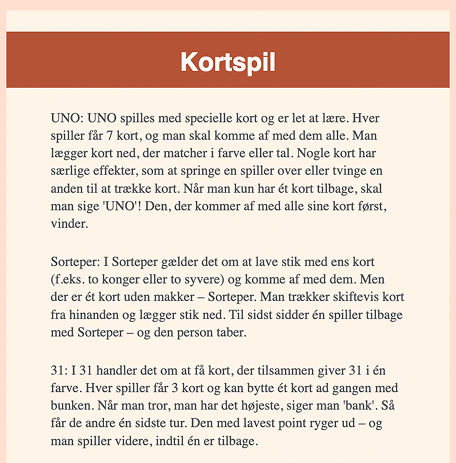 Kortspil
UNO: UNO spilles med specielle kort og er let at lære. Hver
spiller får 7 kort, og man skal komme af med dem alle. Man
lægger kort ned, der matcher i farve eller tal. Nogle kort har
særlige effekter, som at springe en spiller over eller tvinge en
anden til at trække kort. Når man kun har ét kort tilbage, skal
man sige 'UNO'! Den, der kommer af med alle sine kort først,
vinder.
Sorteper: I Sorteper gælder det om at lave stik med ens kort
(f.eks. to konger eller to syvere) og komme af med dem. Men
der er ét kort uden makker – Sorteper. Man trækker skiftevis kort
fra hinanden og lægger stik ned. Til sidst sidder én spiller tilbage
med Sorteper – og den person taber.
31: I 31 handler det om at få kort, der tilsammen giver 31 i én
farve. Hver spiller får 3 kort og kan bytte ét kort ad gangen med
bunken. Når man tror, man har det højeste, siger man 'bank'. Så
får de andre én sidste tur. Den med lavest point ryger ud – og
man spiller videre, indtil én er tilbage.